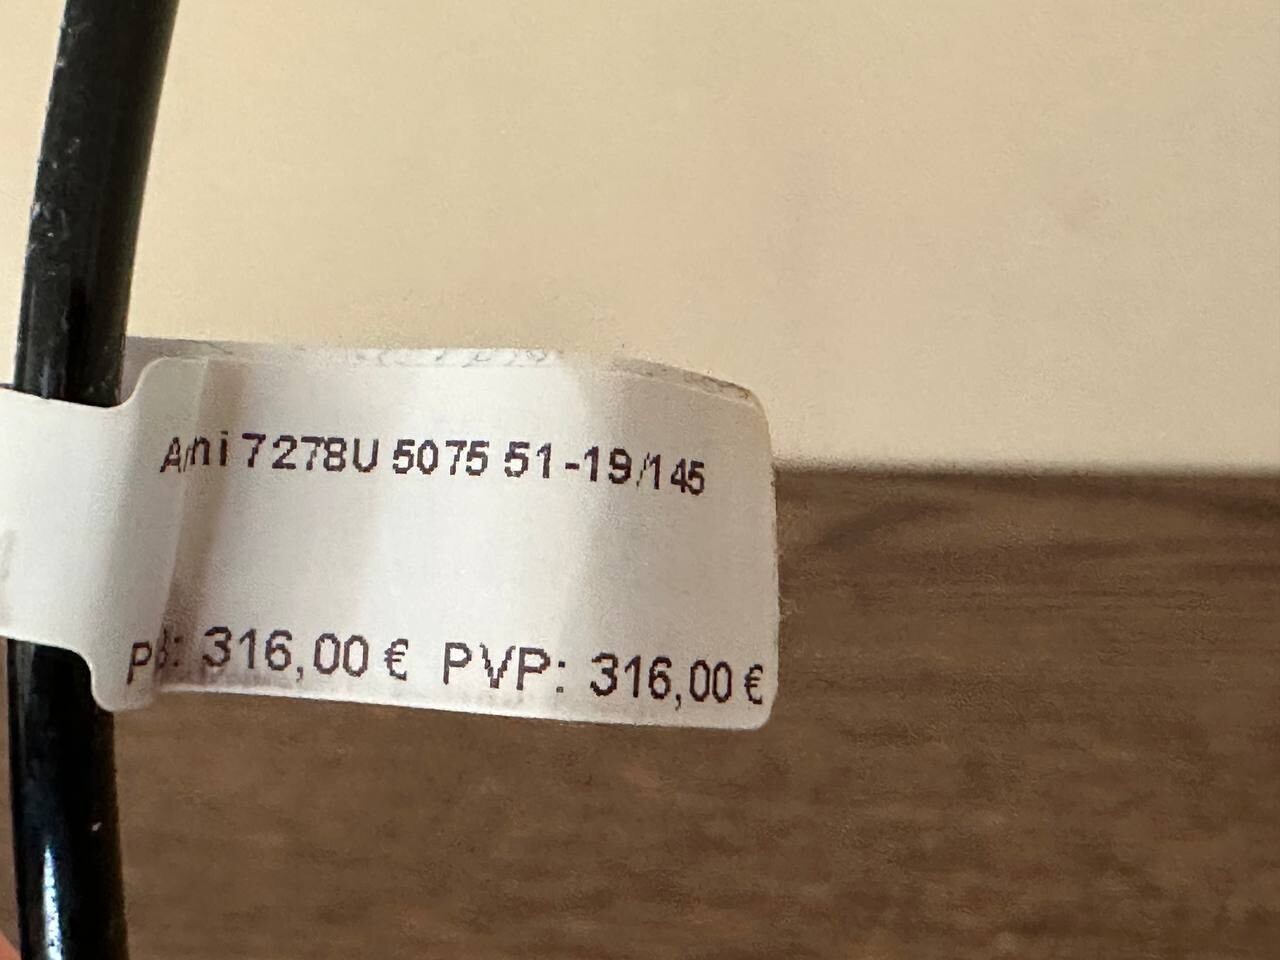 7278U 5075 51-19/145
316,00 € PVP: 316,00 €